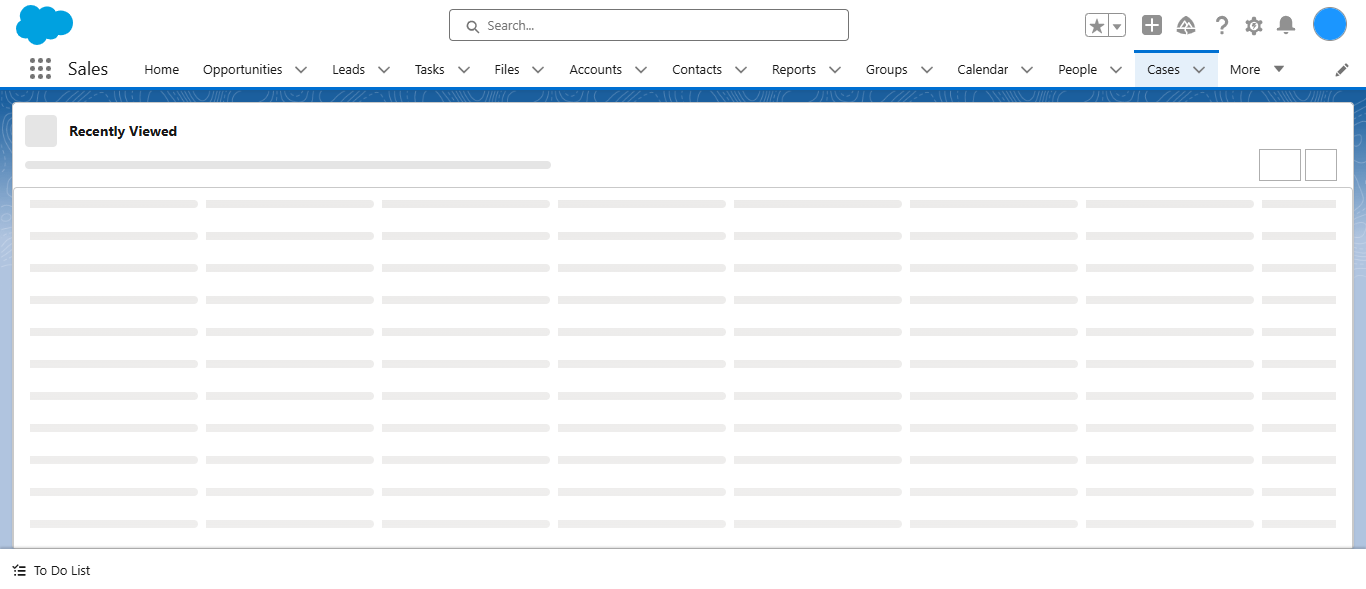 Search...
Sales
Home
Opportunities
Leads
Tasks
Files
Accounts
Contacts
Reports
Groups
Calendar
People
Cases
More
Recently Viewed
To Do List